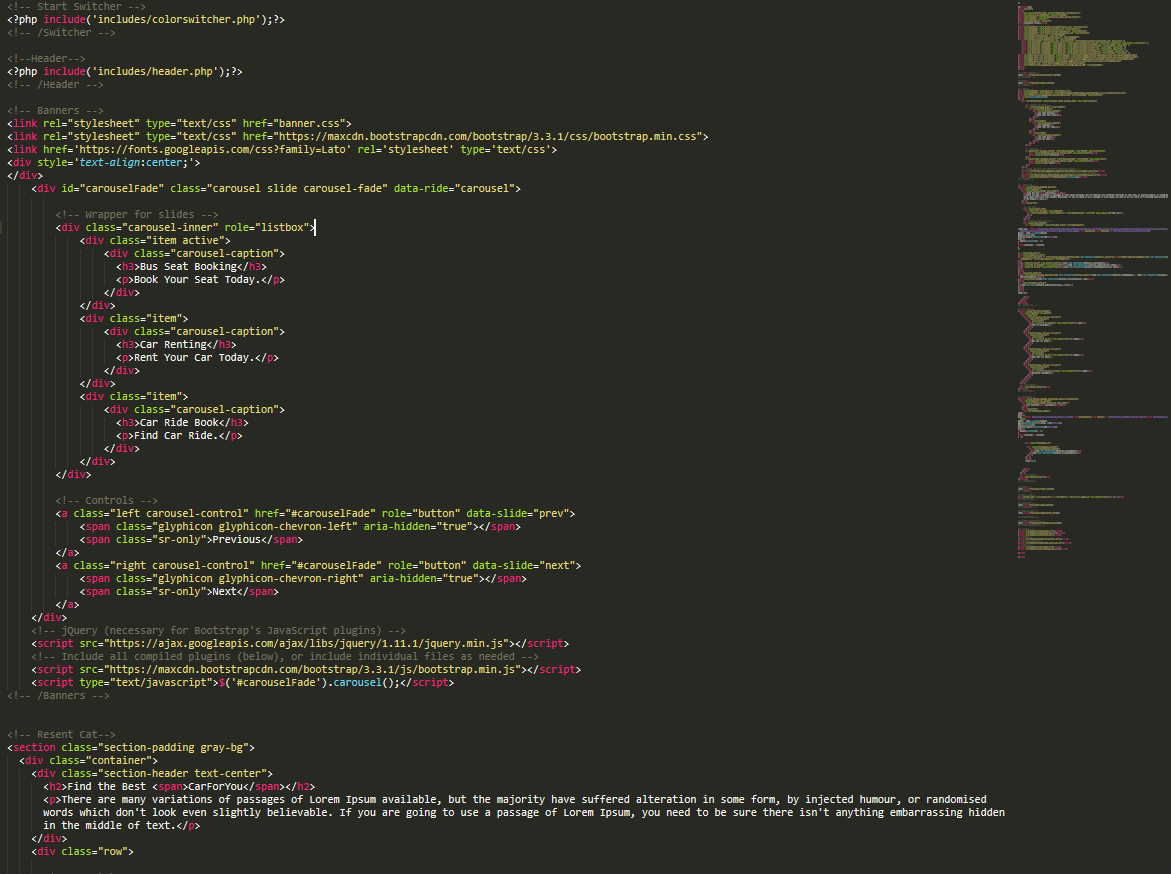 <!-- Start Switcher -->
<?php include('includes/colorswitcher.php');?>
<!-- /Switcher -->
<!--Header-->
<?php include('includes/header.php');?>
<!-- /Header -->
<!-- Banners -->
<link rel="stylesheet" type="text/css" href="banner.css">
<link rel="stylesheet" type="text/css" href="https://maxcdn.bootstrapcdn.com/bootstrap/3.3.1/css/bootstrap.min.css">
<link href='https://fonts.googleapis.com/css?family=Lato' rel='stylesheet' type='text/css'>
<div style='text-align:center;'>
</div>
<div id="carouselFade" class="carousel slide carousel-fade" data-ride="carousel">
<!-- Wrapper for slides -->
<div class="carousel-inner" role="listbox">
<div class="item active">
<div class="carousel-caption">
<h3>Bus Seat Booking</h3>
<p>Book Your Seat Today.</p>
</div>
</div>
<div class="item">
<div class="carousel-caption">
<h3>Car Renting</h3>
<p>Rent Your Car Today.</p>
</div>
</div>
<div class="item">
<div class="carousel-caption">
<h3>Car Ride Book</h3>
<p>Find Car Ride.</p>
</div>
</div>
</div>
<!-- Controls -->
<a class="left carousel-control" href="#carouselFade" role="button" data-slide="prev">
<span class="glyphicon glyphicon-chevron-left" aria-hidden="true"></span>
<span class="sr-only">Previous</span>
</a>
<a class="right carousel-control" href="#carouselFade" role="button" data-slide="next">
<span class="glyphicon glyphicon-chevron-right" aria-hidden="true"></span>
<span class="sr-only">Next</span>
</a>
</div>
<!-- jQuery (necessary for Bootstrap's JavaScript plugins) -->
<script src="https://ajax.googleapis.com/ajax/libs/jquery/1.11.1/jquery.min.js"></script>
<!-- Include all compiled plugins (below), or include individual files as needed -->
<script src="https://maxcdn.bootstrapcdn.com/bootstrap/3.3.1/js/bootstrap.min.js"></script>
<script type="text/javascript">$('#carouselFade').carousel();</script>
<!-- /Banners -->
<!-- Resent Cat-->
<section class="section-padding gray-bg">
<div class="container">
<div class="section-header text-center">
<h2>Find the Best <span>CarForYou</span></h2>
<p>There are many variations of passages of Lorem Ipsum available, but the majority have suffered alteration in some form, by injected humour, or randomised
words which don't look even slightly believable. If you are going to use a passage of Lorem Ipsum, you need to be sure there isn't anything embarrassing hidden
in the middle of text.</p>
</div>
<div class="row">